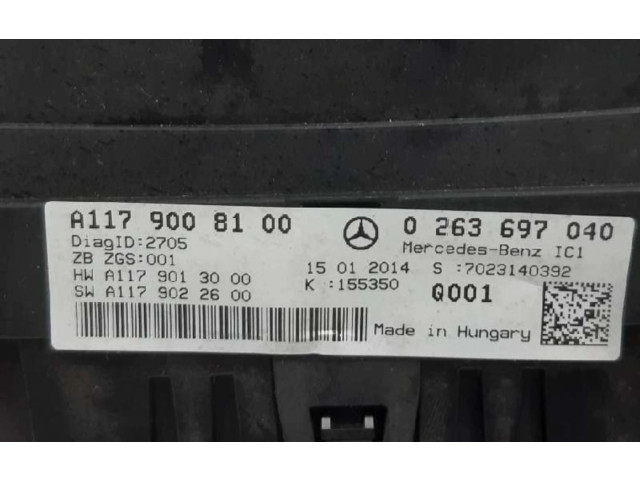 A117 900 81 00 0 263 697 040
DiagID:2705 Mercedes-Benz IC1
ZB ZGS:001 15 01 2014 S :7023140392
HW A117 901 30 00 K :155350 Q001
SW A117 902 26 00
Made in Hungary